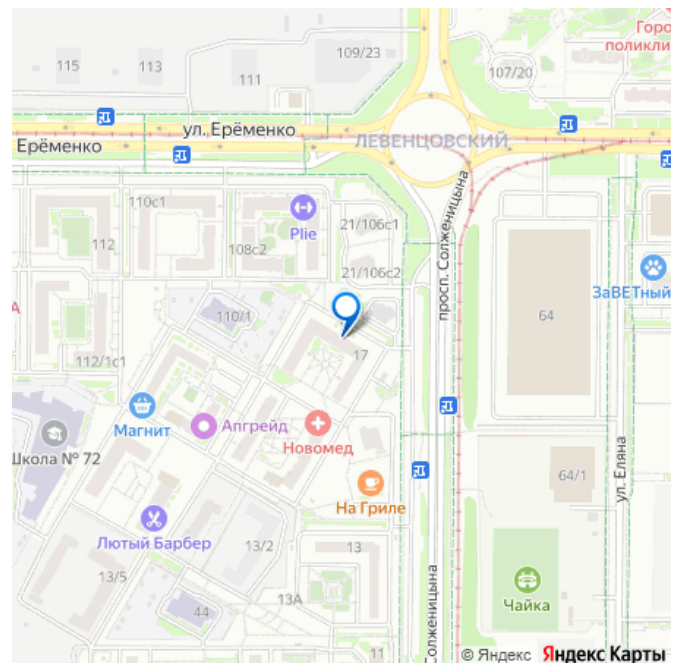 109/23
Горо
поликли
115
113
111
107/20
ул. Ерёменко
ЛЕВЕНЦОВСКИЙ
Ерёменко
110с1
Plie
21/106с1
просп. Солженицына
112
108с2
21/106с2
ЗаВЕТный
А
110/1
64
17
112/1с1
Магнит
Апгрейд
Новомед
Школа № 72
64/1
ул. Еляна
На Гриле
Лютый Барбер
13/2
13
13/5
13А
Чайка
44
Солженицына
11
© Яндекс Яндекс Карты